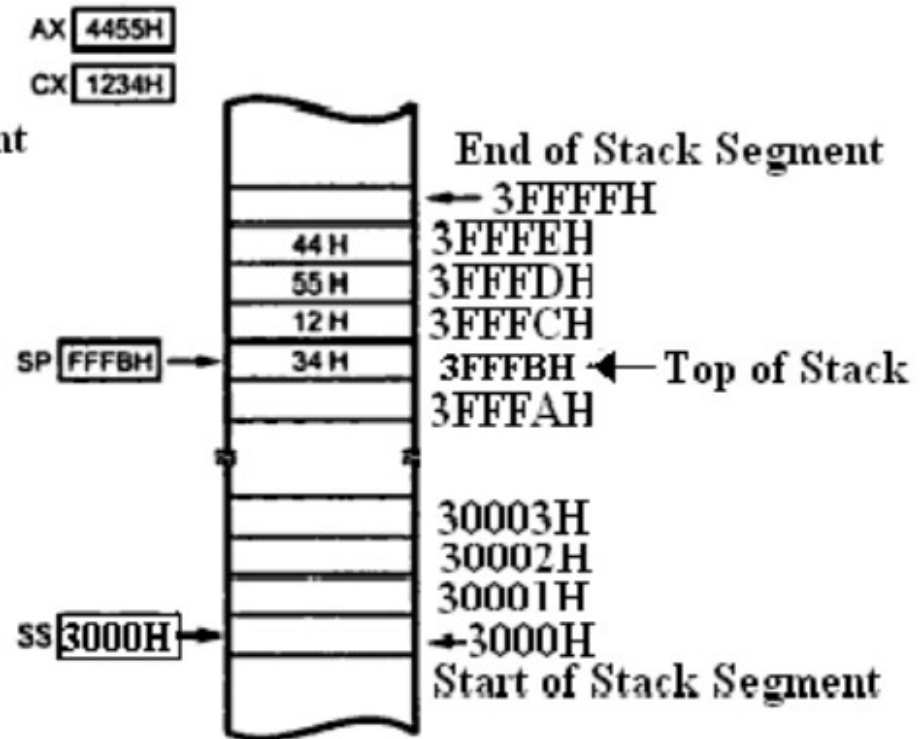 AX 4455H
CX 1234H
nt
End of Stack Segment
3FFFFH
44 H 3FFFEH
55 H 3FFFDH
12 H 3FFFCH
SP FFFBH 34 H 3FFFBH Top of Stack
3FFFAH
30003H
30002H
30001H
SS 3000H 3000H
Start of Stack Segment